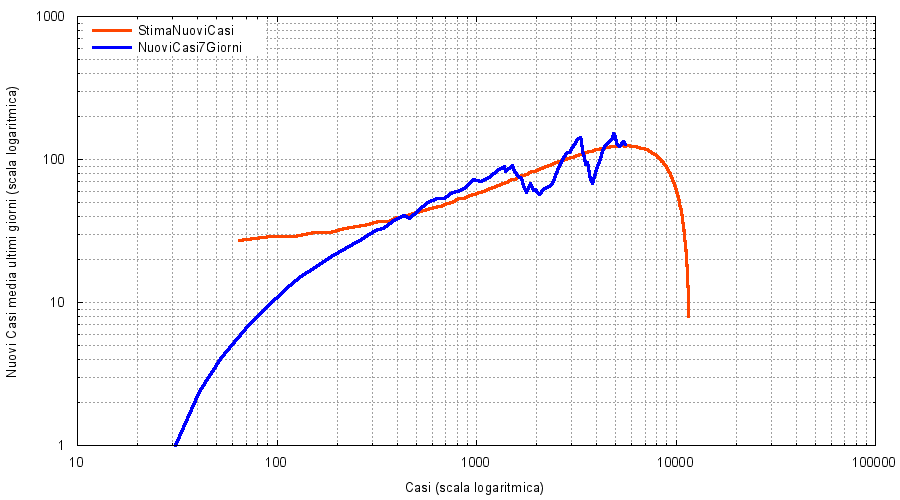 1000
StimaNuoviCasi
NuoviCasi7Giorni
100
10
1
Nuovi Casi media ultimi giorni (scala logaritmica)
10 100 1000 10000 100000
Casi (scala logaritmica)